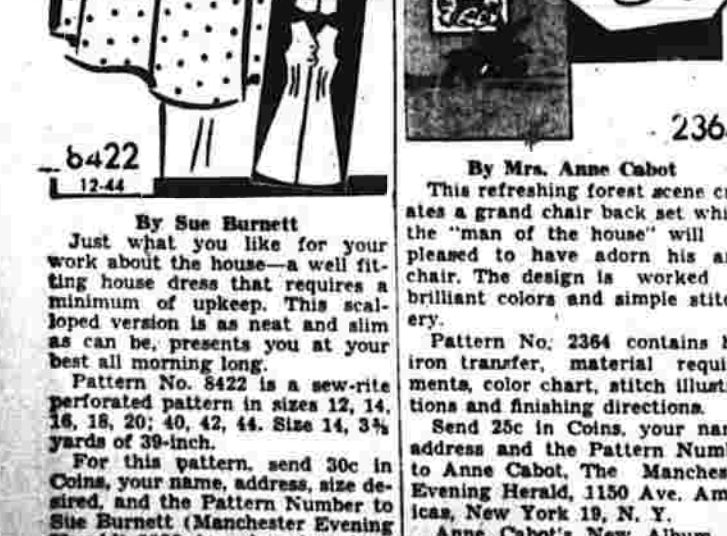 8422
12-44
By Sue Burnett
Just what you like for your
work about the house—a well fit-
ting house dress that requires a
minimum of upkeep. This scal-
loped version is as neat and slim
as can be, presents you at your
best all morning long.
Pattern No. 8422 is a sew-rite
perforated pattern in sizes 12, 14,
16, 18, 20; 40, 42, 44. Size 14, 3¾
yards of 39-inch.
For this pattern, send 30c in
Coins, your name, address, size de-
sired, and the Pattern Number to
Sue Burnett (Manchester Evening
236
By Mrs. Anne Cabot
This refreshing forest scene cr
ates a grand chair back set whi
the "man of the house" will
pleased to have adorn his a
chair. The design is worked
brilliant colors and simple stit
ery.
Pattern No. 2364 contains
iron transfer, material requi
ments, color chart, stitch illust
tions and finishing directions.
Send 25c in Coins, your nam
address and the Pattern Num
to Anne Cabot, The Manches
Evening Herald, 1150 Ave. Am
icas, New York 19, N. Y.
Anne Cabot's New Album